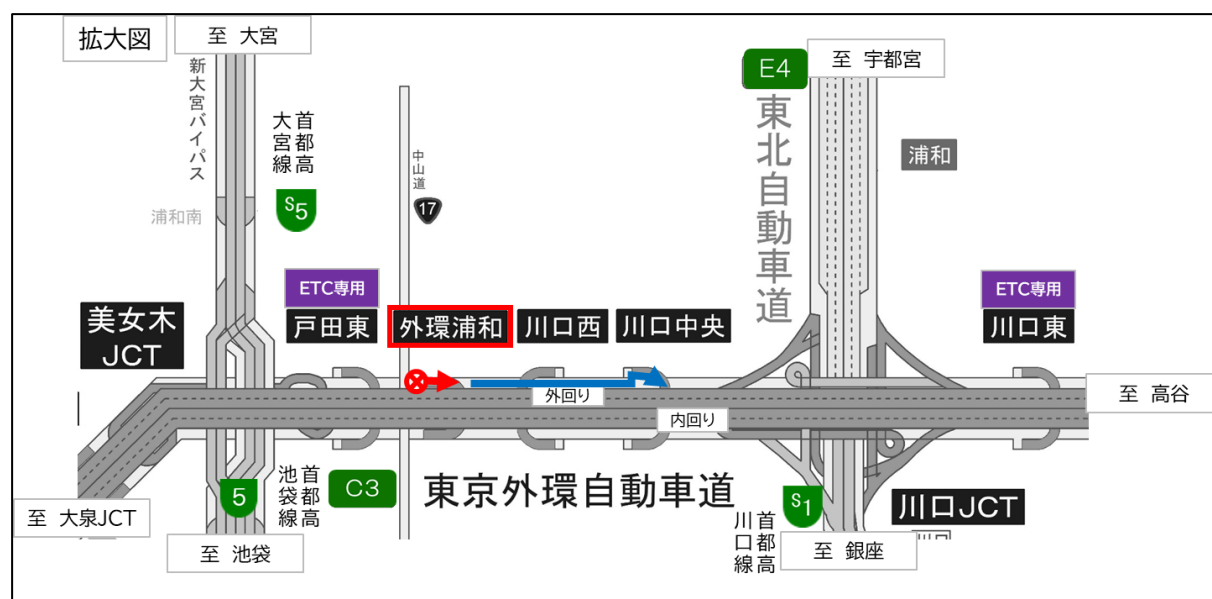 拡大図
至 大宮
新大宮バイパス
首都高
大宮線
S5
浦和南
中山道
17
E4
至 宇都宮
東北自動車道
浦和
美女木
JCT
ETC専用
戸田東
外環浦和
川口西
川口中央
ETC専用
川口東
外回り
内回り
至 高谷
至 大泉JCT
5
首都高
池袋線
C3
東京外環自動車道
至 池袋
S1
首都高
川口線
川口JCT
至 銀座